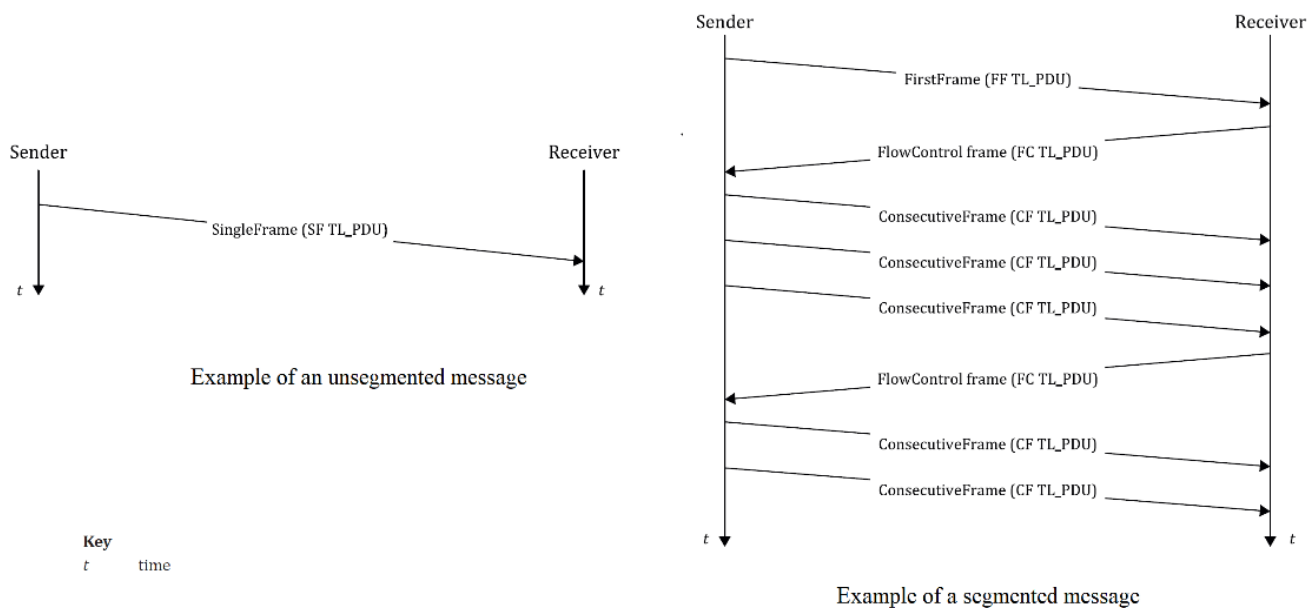 Sender
Receiver
SingleFrame (SF TL_PDU)
t
t
Example of an unsegmented message
Key
t time
Sender
Receiver
FirstFrame (FF TL_PDU)
FlowControl frame (FC TL_PDU)
ConsecutiveFrame (CF TL_PDU)
ConsecutiveFrame (CF TL_PDU)
ConsecutiveFrame (CF TL_PDU)
FlowControl frame (FC TL_PDU)
ConsecutiveFrame (CF TL_PDU)
ConsecutiveFrame (CF TL_PDU)
t
t
Example of a segmented message